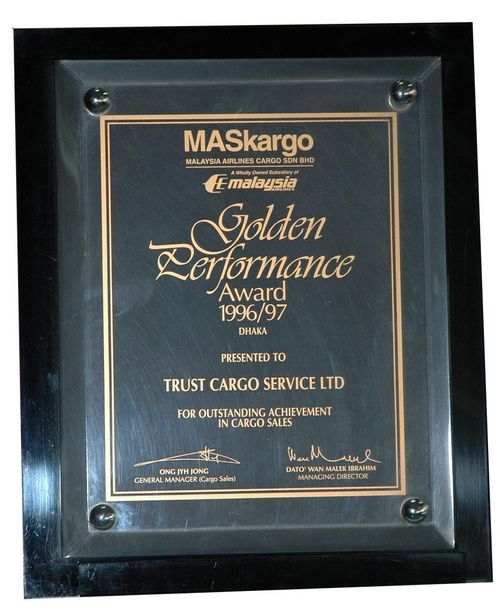 MASkargo
MALAYSIA AIRLINES CARGO SDN BHD
A Wholly Owned Subsidiary of
malaysia
AIRLINES
Golden
Performance
Award
1996/97
DHAKA
PRESENTED TO
TRUST CARGO SERVICE LTD
FOR OUTSTANDING ACHIEVEMENT
IN CARGO SALES
ONG JYH JONG
GENERAL MANAGER (Cargo Sales)
DATO' WAN MALEK IBRAHIM
MANAGING DIRECTOR